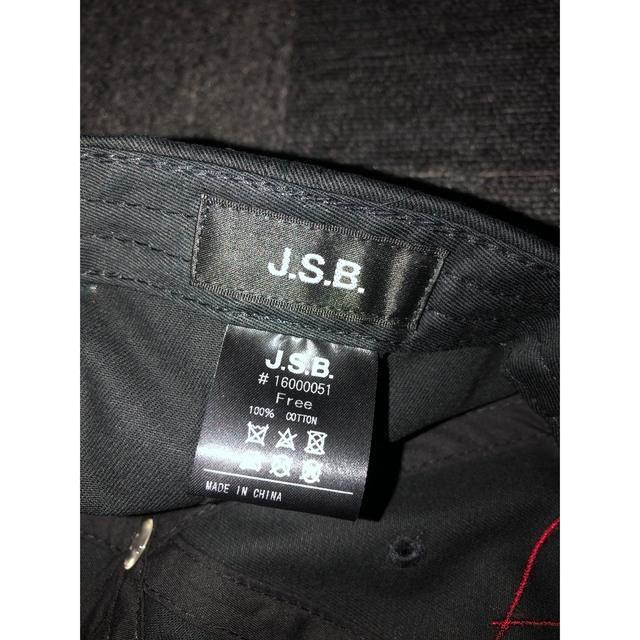 J.S.B.
J.S.B.
# 16000051
Free
100% COTTON
MADE IN CHINA